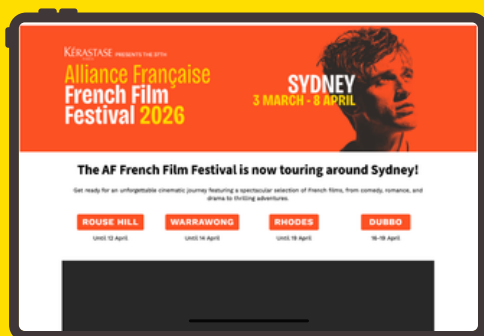 KÉRASTASE PRESENTS THE 37TH
Alliance Française
French Film
Festival 2026
SYDNEY
3 MARCH - 8 APRIL
The AF French Film Festival is now touring around Sydney!
Get ready for an unforgettable cinematic journey featuring a spectacular selection of French films, from comedy, romance, and
drama to thrilling adventures.
ROUSE HILL WARRAWONG RHODES DUBBO
Until 12 April Until 14 April Until 19 April 16-19 April